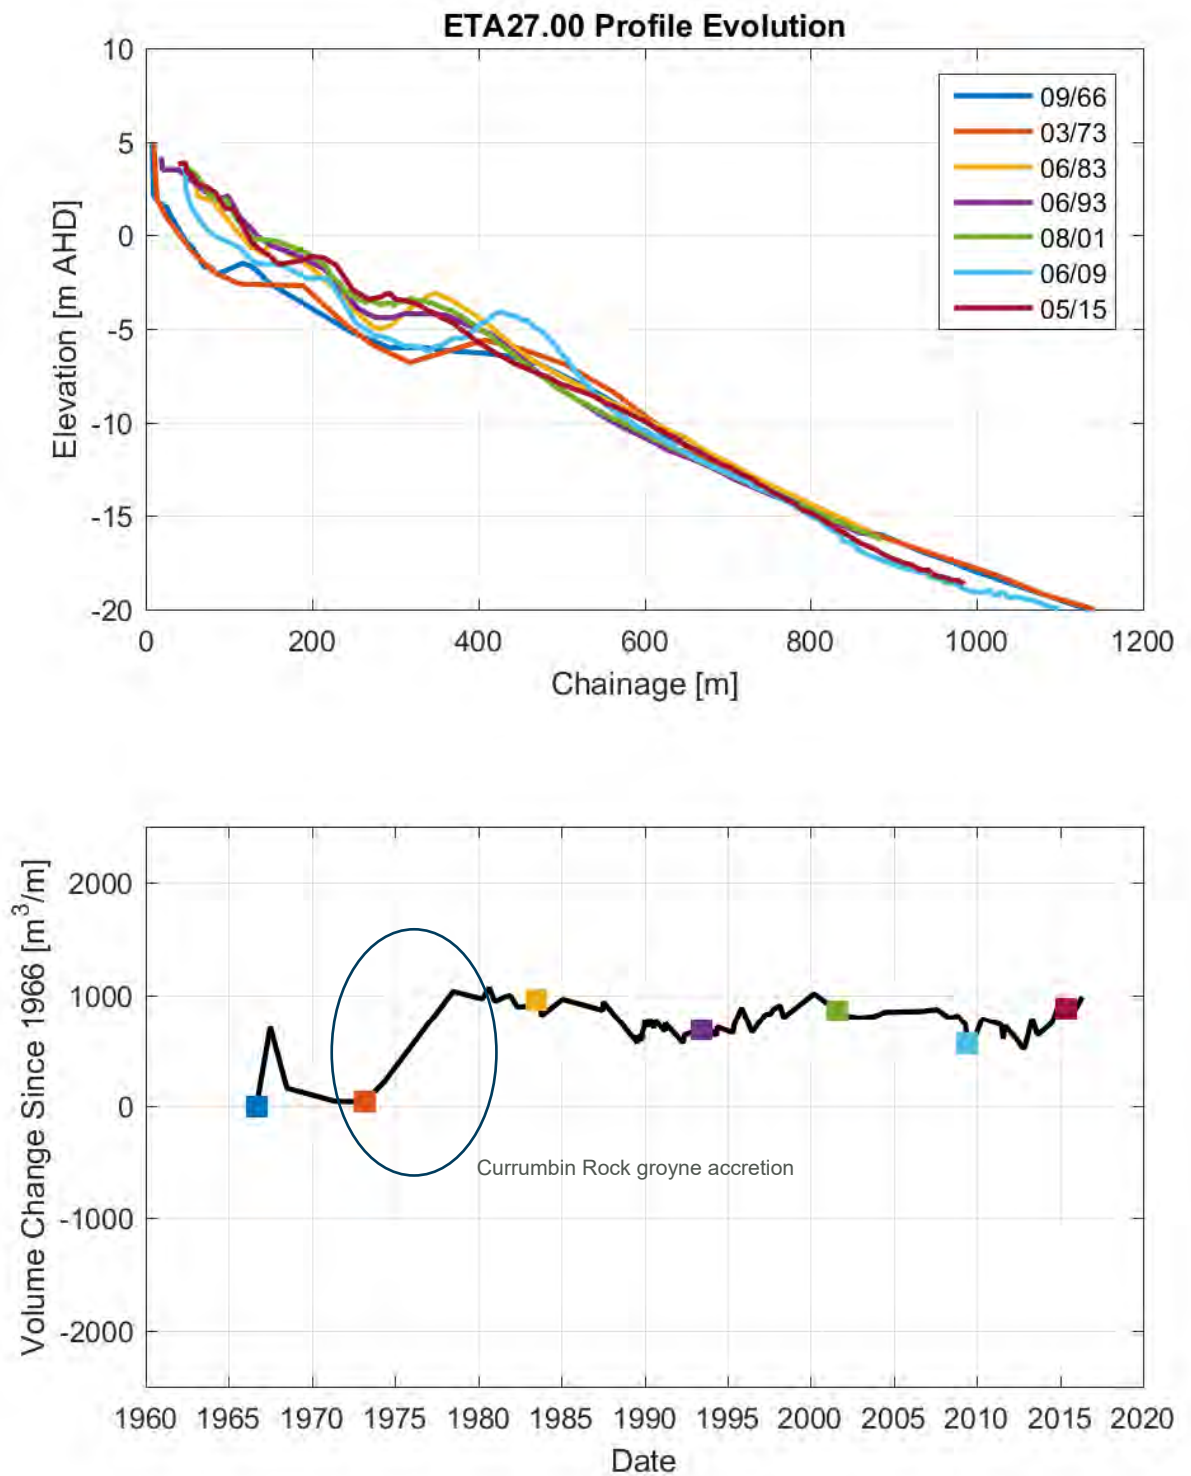 ETA27.00 Profile Evolution
10
5
0
-5
-10
-15
-20
Elevation [m AHD]
09/66
03/73
06/83
06/93
08/01
06/09
05/15
0 200 400 600 800 1000 1200
Chainage [m]
2000
1000
0
-1000
-2000
Volume Change Since 1966 [m³/m]
Currumbin Rock groyne accretion
1960 1965 1970 1975 1980 1985 1990 1995 2000 2005 2010 2015 2020
Date